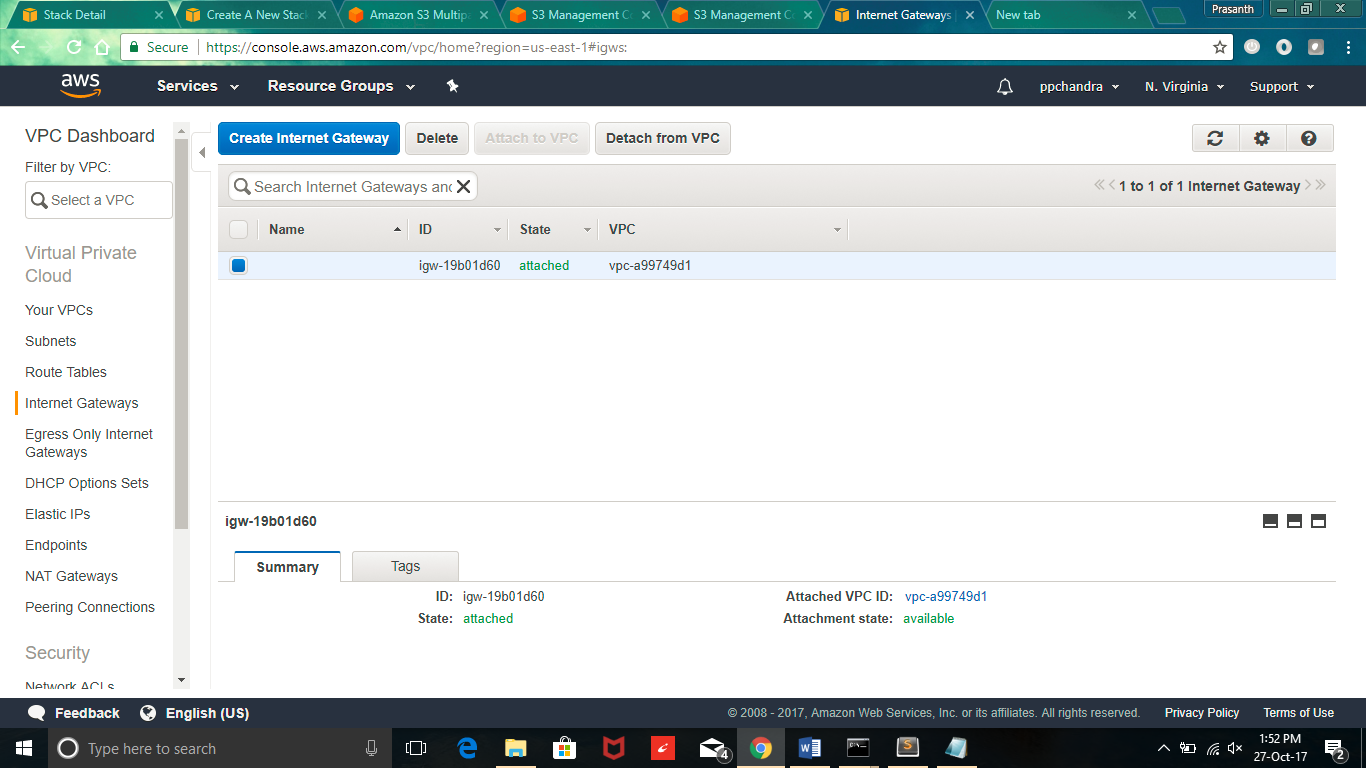 Stack Detail
Create A New Stac
Amazon S3 Multipa
S3 Management C
S3 Management C
Internet Gateways
New tab
Prasanth
Secure
https://console.aws.amazon.com/vpc/home?region=us-east-1#igws:
aws
Services
Resource Groups
ppchandra
N. Virginia
Support
VPC Dashboard
Filter by VPC:
Select a VPC
Virtual Private
Cloud
Your VPCs
Subnets
Route Tables
Internet Gateways
Egress Only Internet
Gateways
DHCP Options Sets
Elastic IPs
Endpoints
NAT Gateways
Peering Connections
Security
Network ACLs
Create Internet Gateway
Delete
Attach to VPC
Detach from VPC
Search Internet Gateways and
1 to 1 of 1 Internet Gateway
Name ID State VPC
igw-19b01d60 attached vpc-a99749d1
igw-19b01d60
Summary
Tags
ID: igw-19b01d60
State: attached
Attached VPC ID: vpc-a99749d1
Attachment state: available
Feedback
English (US)
© 2008 - 2017, Amazon Web Services, Inc. or its affiliates. All rights reserved.
Privacy Policy
Terms of Use
Type here to search
4
1:52 PM
27-Oct-17
2